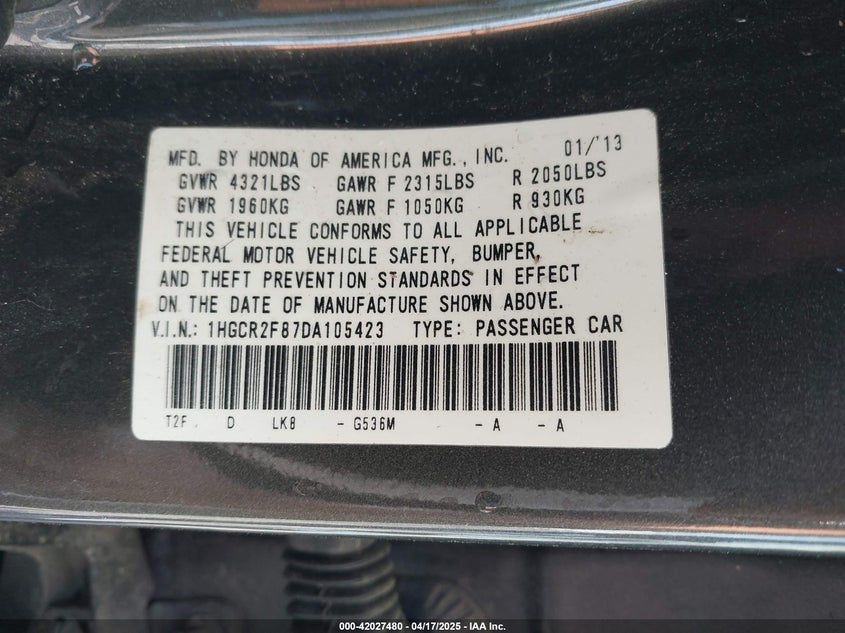 MFD. BY HONDA OF AMERICA MFG., INC. 01/'13
GVWR 4321LBS GAWR F 2315LBS R 2050LBS
GVWR 1960KG GAWR F 1050KG R 930KG
THIS VEHICLE CONFORMS TO ALL APPLICABLE
FEDERAL MOTOR VEHICLE SAFETY, BUMPER,
AND THEFT PREVENTION STANDARDS IN EFFECT
ON THE DATE OF MANUFACTURE SHOWN ABOVE.
V.I.N.: 1HGCR2F87DA105423 TYPE: PASSENGER CAR
T2F D LK8 - G536M - A - A
000-42027480 - 04/17/2025 - IAA Inc.